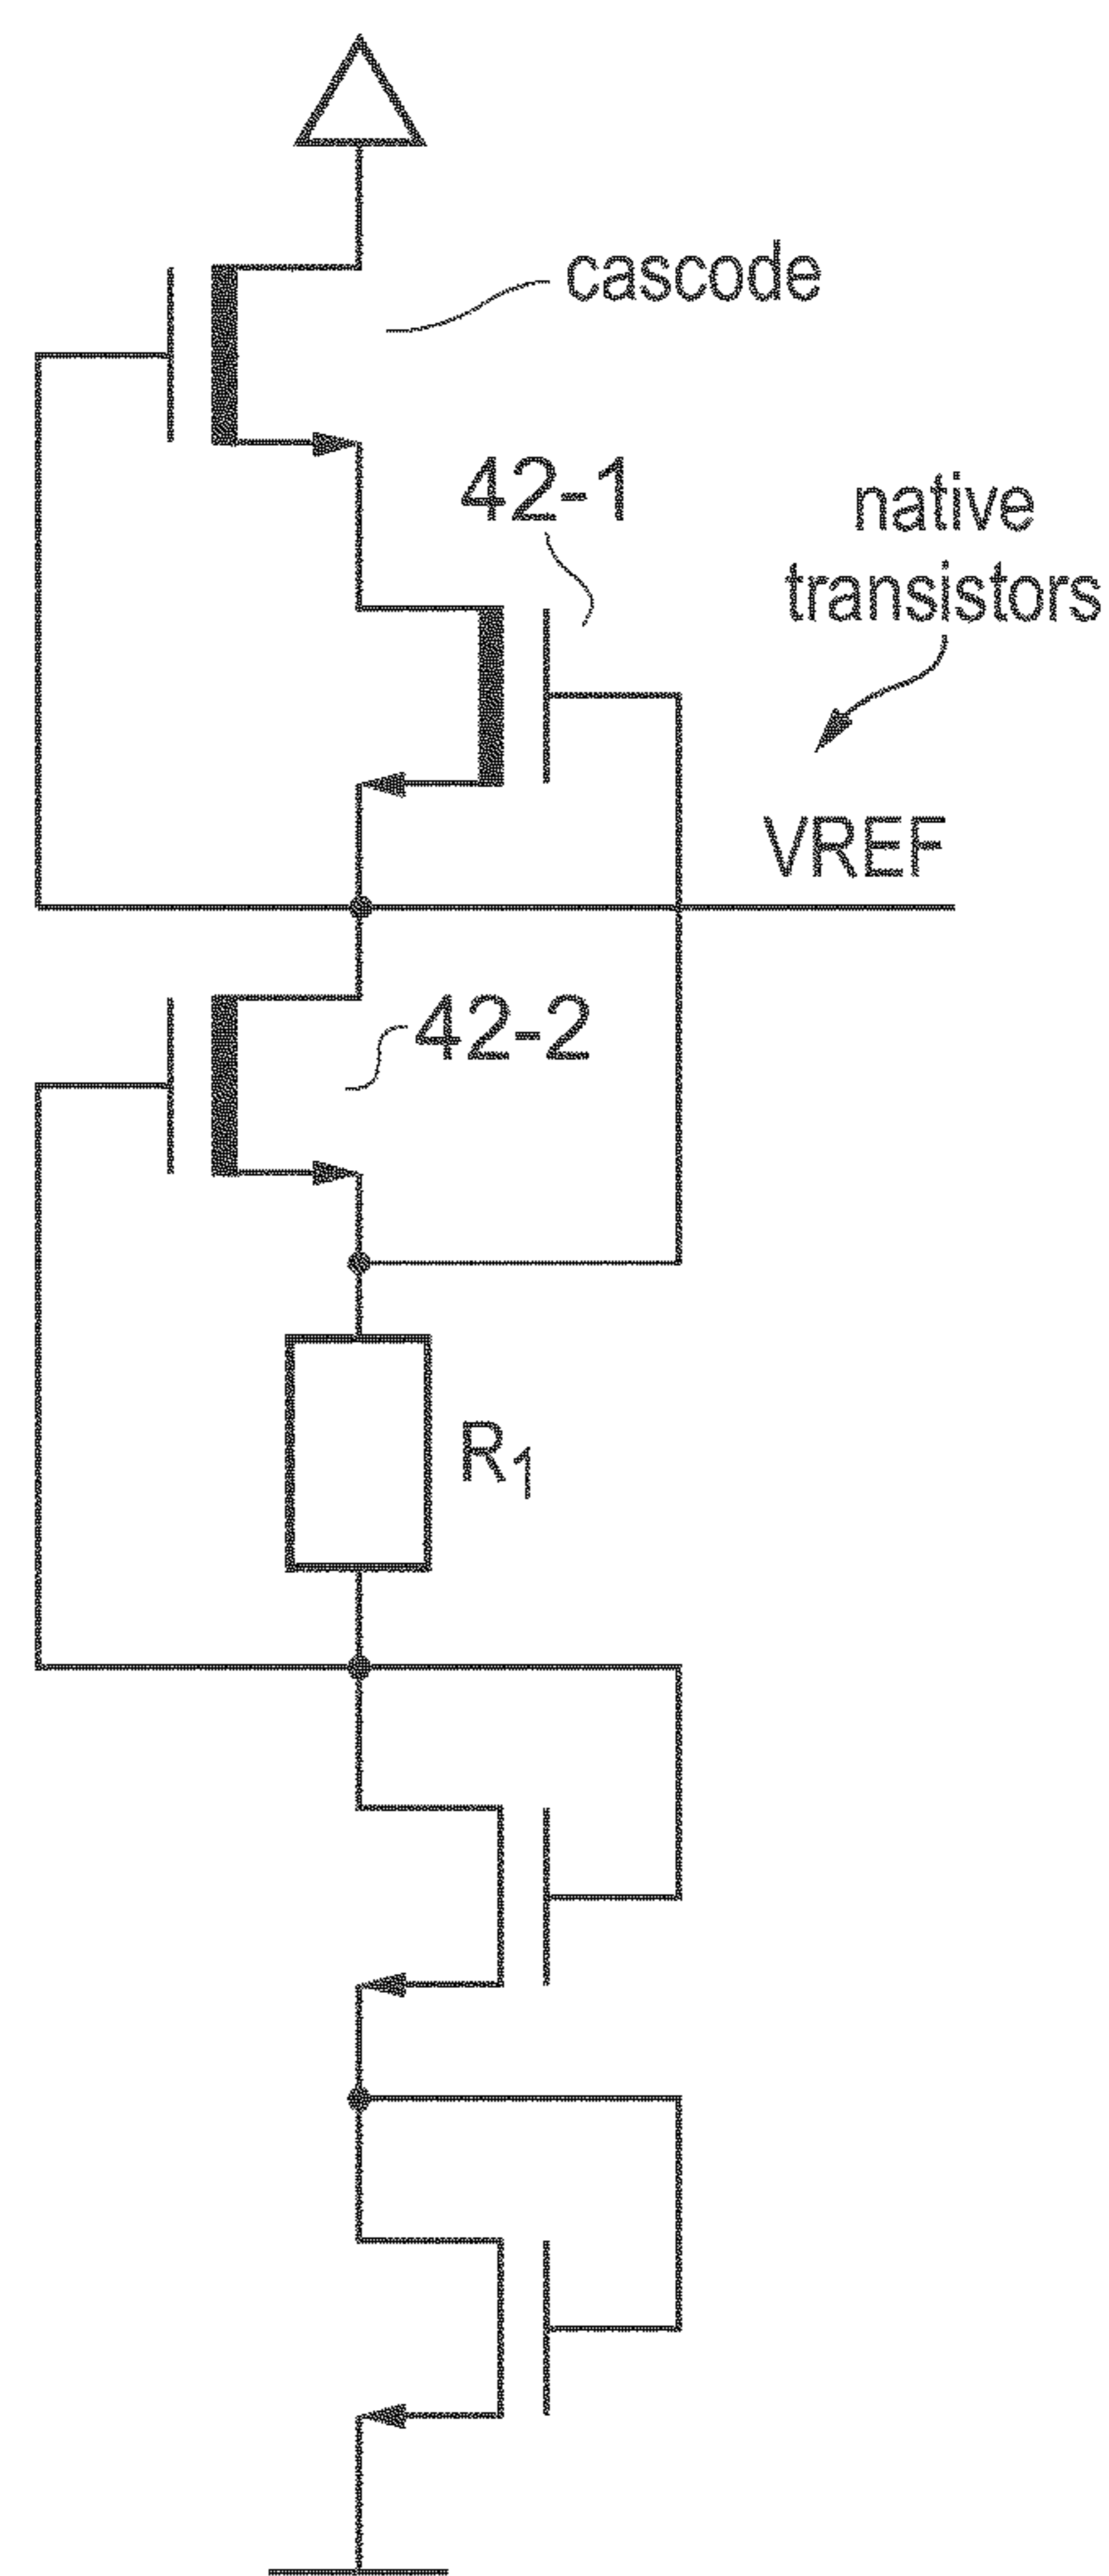 cascode
42-1
native
transistors
VREF
42-2
R1